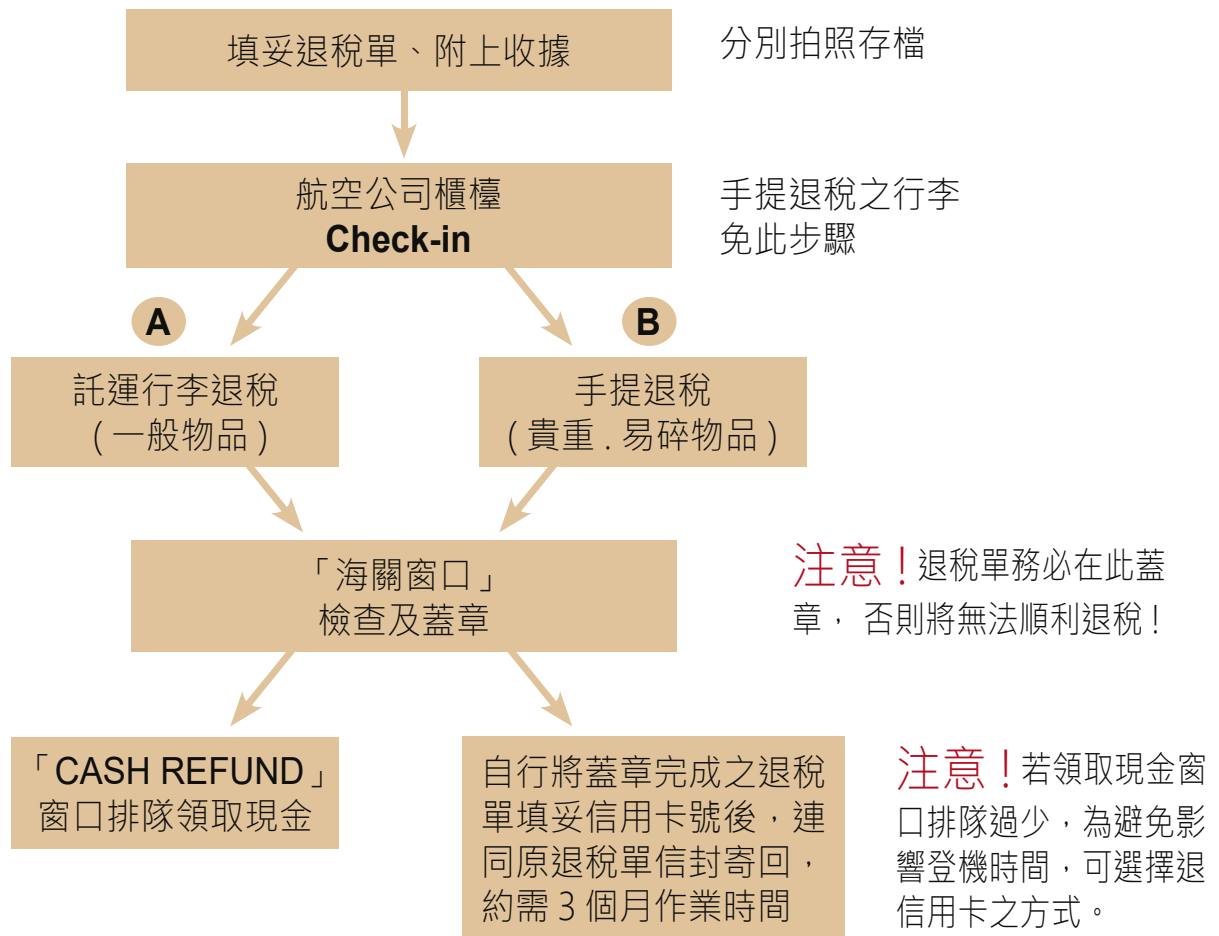 填妥退稅單、附上收據
分別拍照存檔
航空公司櫃檯
Check-in
手提退稅之行李
免此步驟
A
B
託運行李退稅
(一般物品)
手提退稅
(貴重.易碎物品)
「海關窗口」
檢查及蓋章
注意!退稅單務必在此蓋
章,否則將無法順利退稅!
「CASH REFUND」
窗口排隊領取現金
自行將蓋章完成之退稅
單填妥信用卡號後,連
同原退稅單信封寄回,
約需3個月作業時間
注意!若領取現金窗
口排隊過少,為避免影
響登機時間,可選擇退
信用卡之方式。